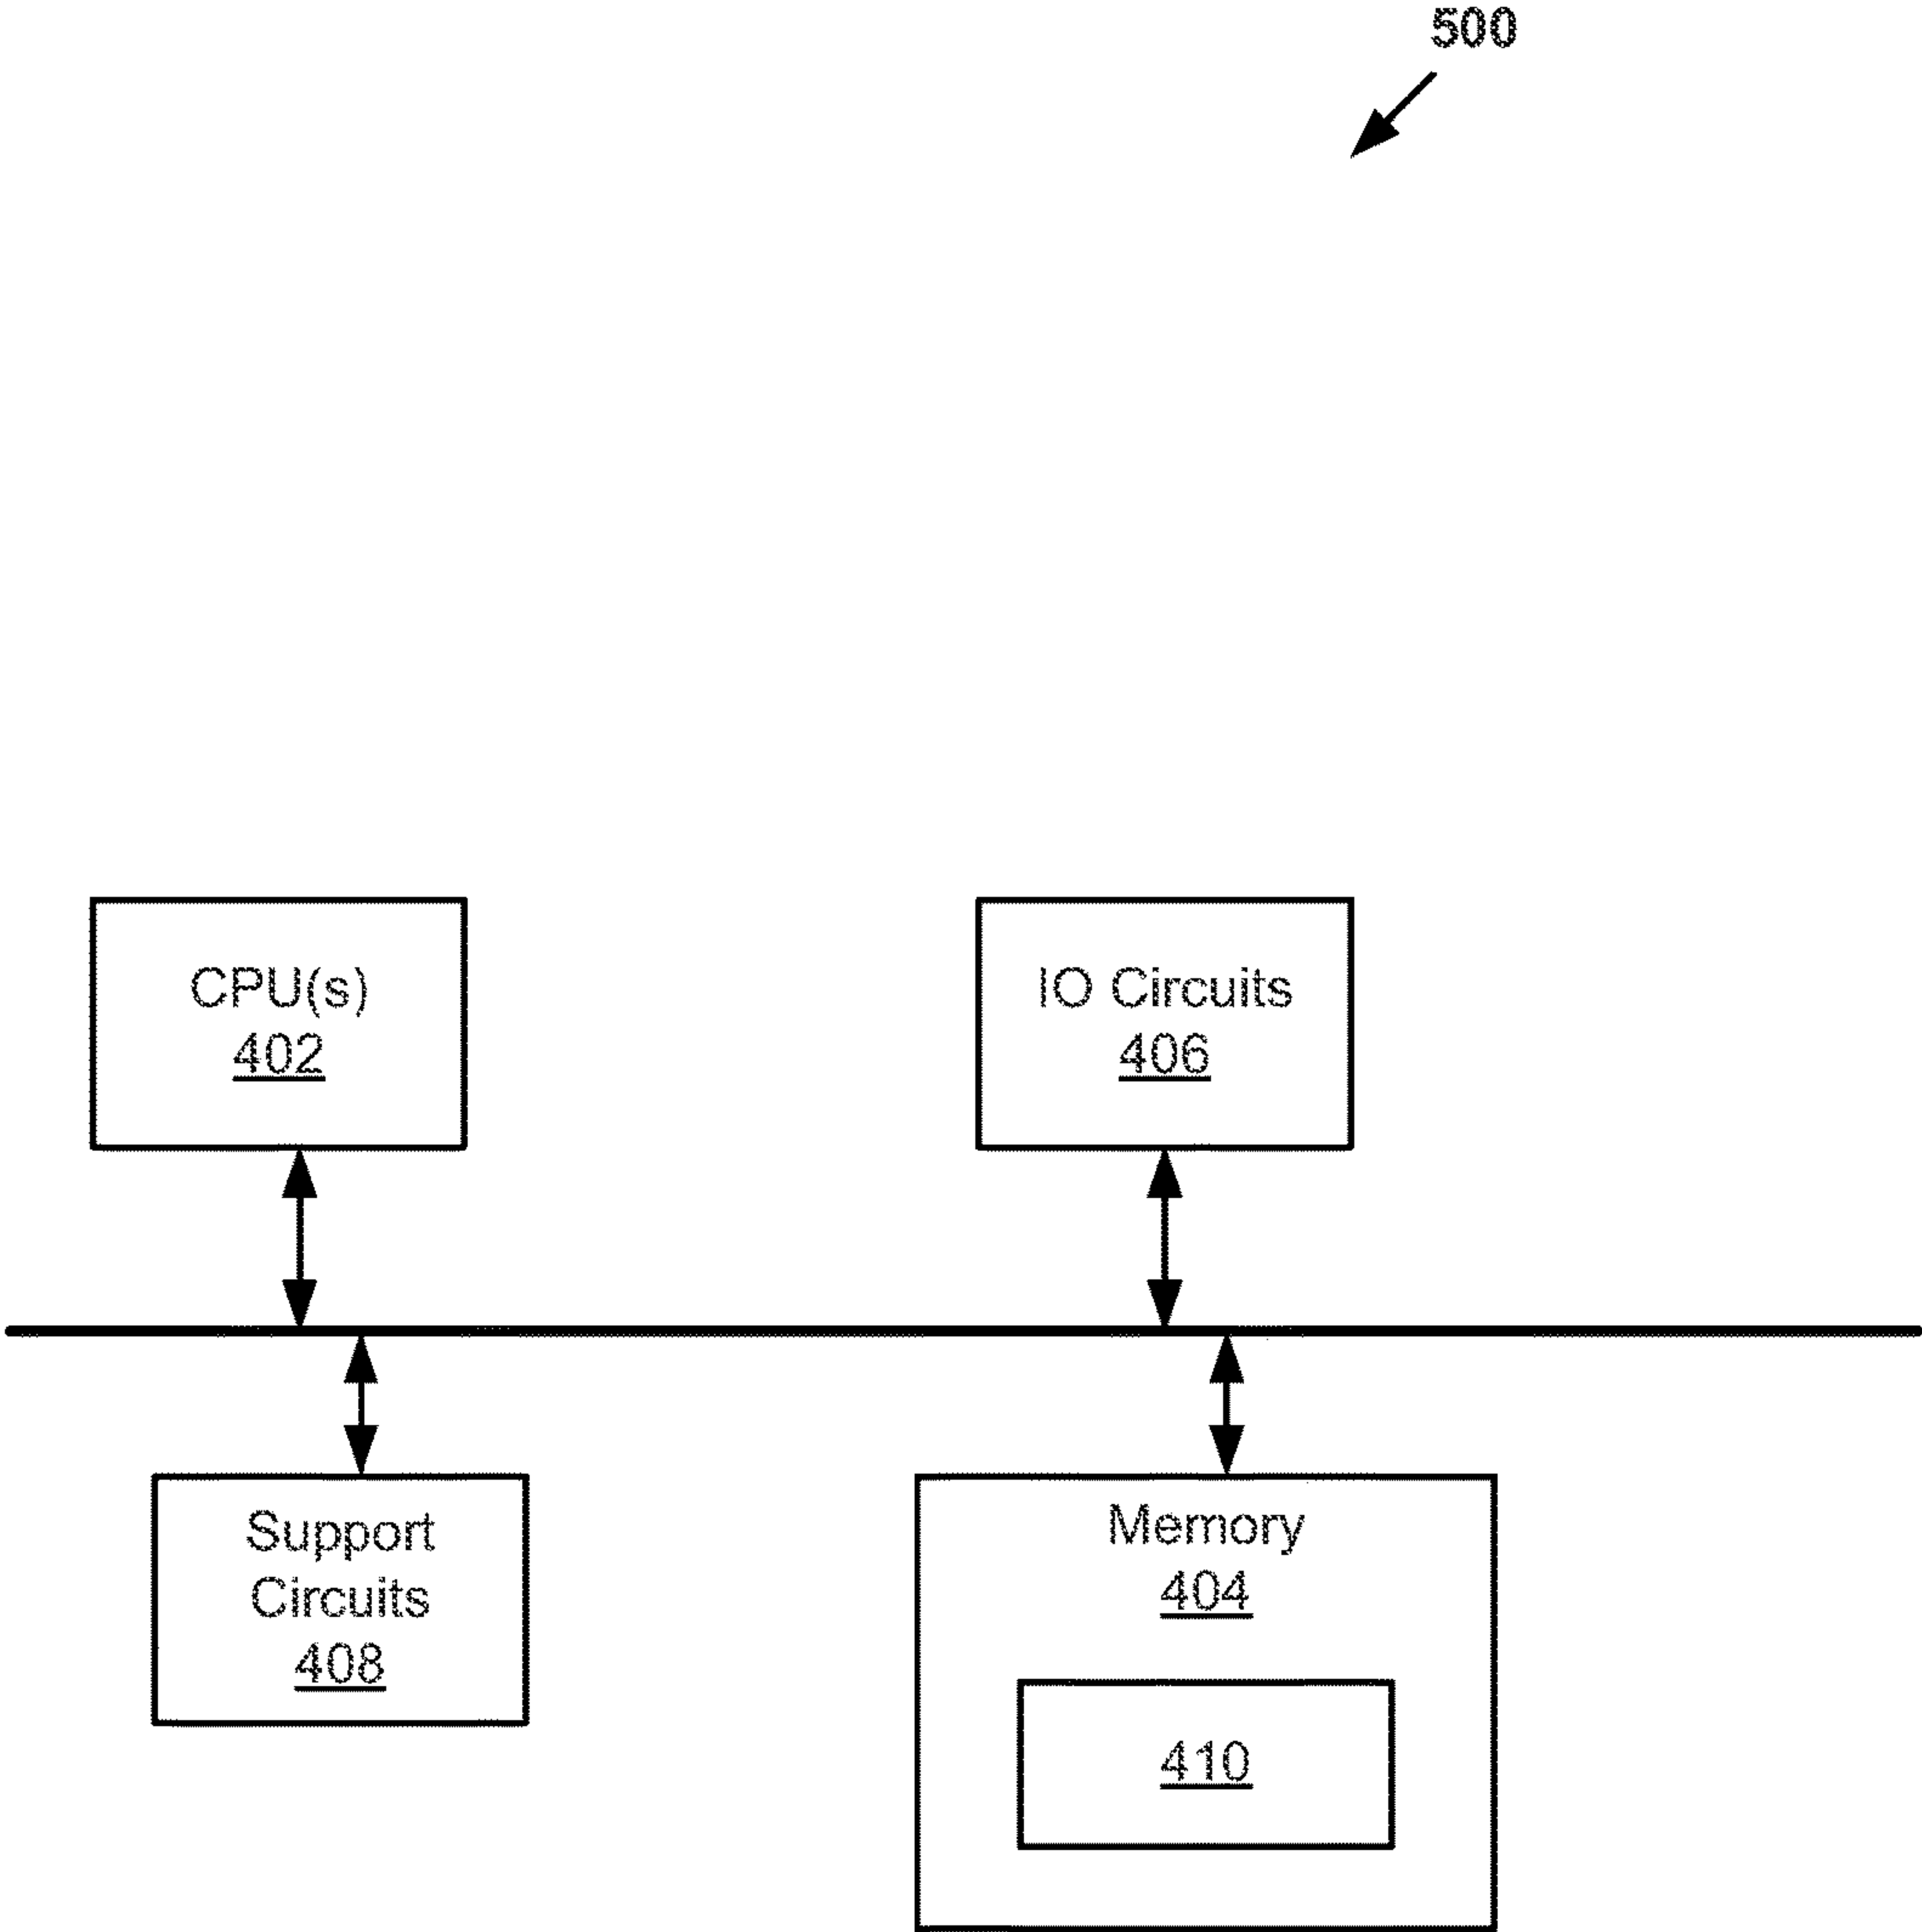 500
CPU(s)
402
IO Circuits
406
Support
Circuits
408
Memory
404
410